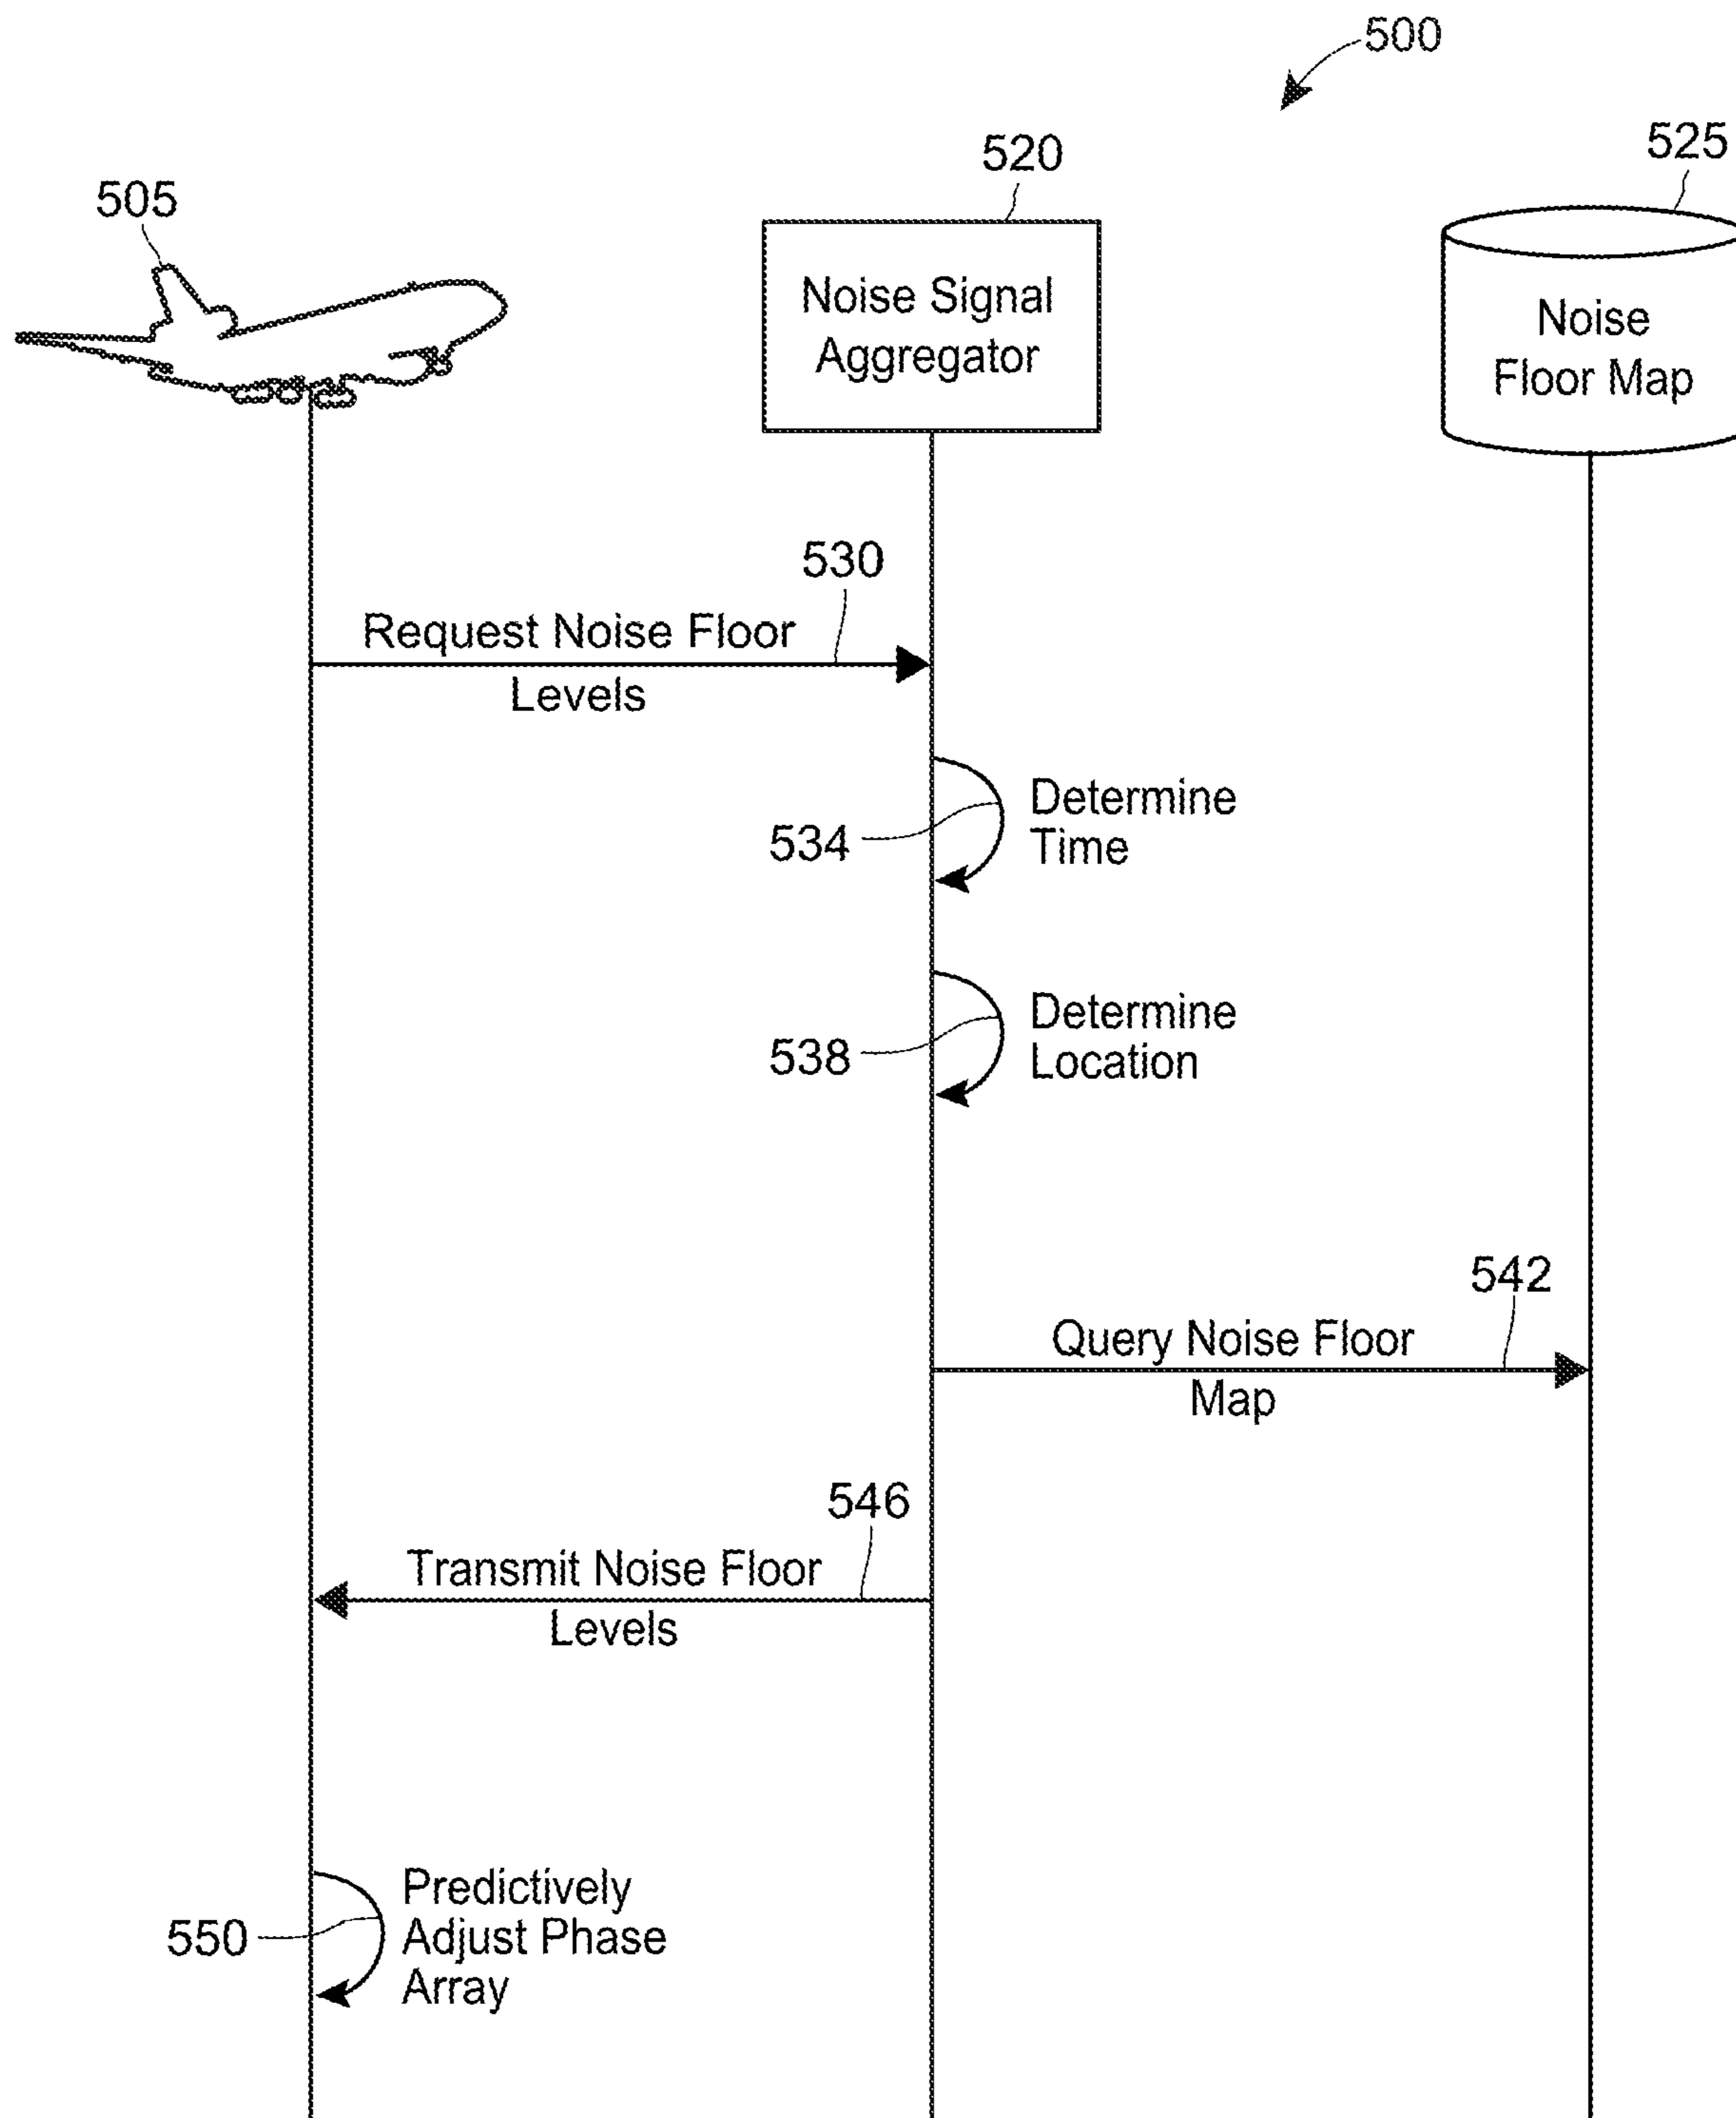 500
520
525
505
Noise Signal
Aggregator
Noise
Floor Map
530
Request Noise Floor
Levels
534
Determine
Time
538
Determine
Location
542
Query Noise Floor
Map
546
Transmit Noise Floor
Levels
550
Predictively
Adjust Phase
Array